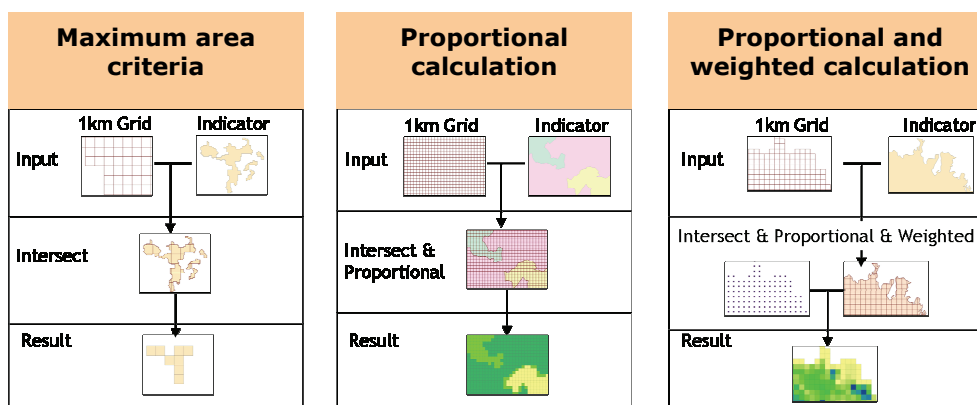 Maximum area
criteria
1km Grid
Indicator
Input
Intersect
Result
Proportional
calculation
1km Grid
Indicator
Input
Intersect &
Proportional
Result
Proportional and
weighted calculation
1km Grid
Indicator
Input
Intersect & Proportional & Weighted
Result